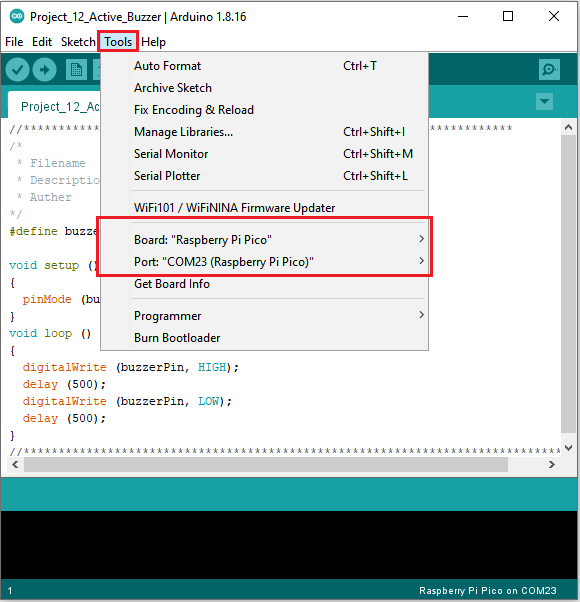 Project_12_Active_Buzzer | Arduino 1.8.16
File Edit Sketch Tools Help
Auto Format Ctrl+T
Archive Sketch
Fix Encoding & Reload
Manage Libraries... Ctrl+Shift+I
Serial Monitor Ctrl+Shift+M
Serial Plotter Ctrl+Shift+L
WiFi101 / WiFiNINA Firmware Updater
Board: "Raspberry Pi Pico"
Port: "COM23 (Raspberry Pi Pico)"
Get Board Info
Programmer
Burn Bootloader
Project_12_Ac
/*
* Filename
* Descriptio
* Auther
*/
#define buzze
void setup ()
{
pinMode (bu
}
void loop ()
{
digitalWrite (buzzerPin, HIGH);
delay (500);
digitalWrite (buzzerPin, LOW);
delay (500);
}
1 Raspberry Pi Pico on COM23